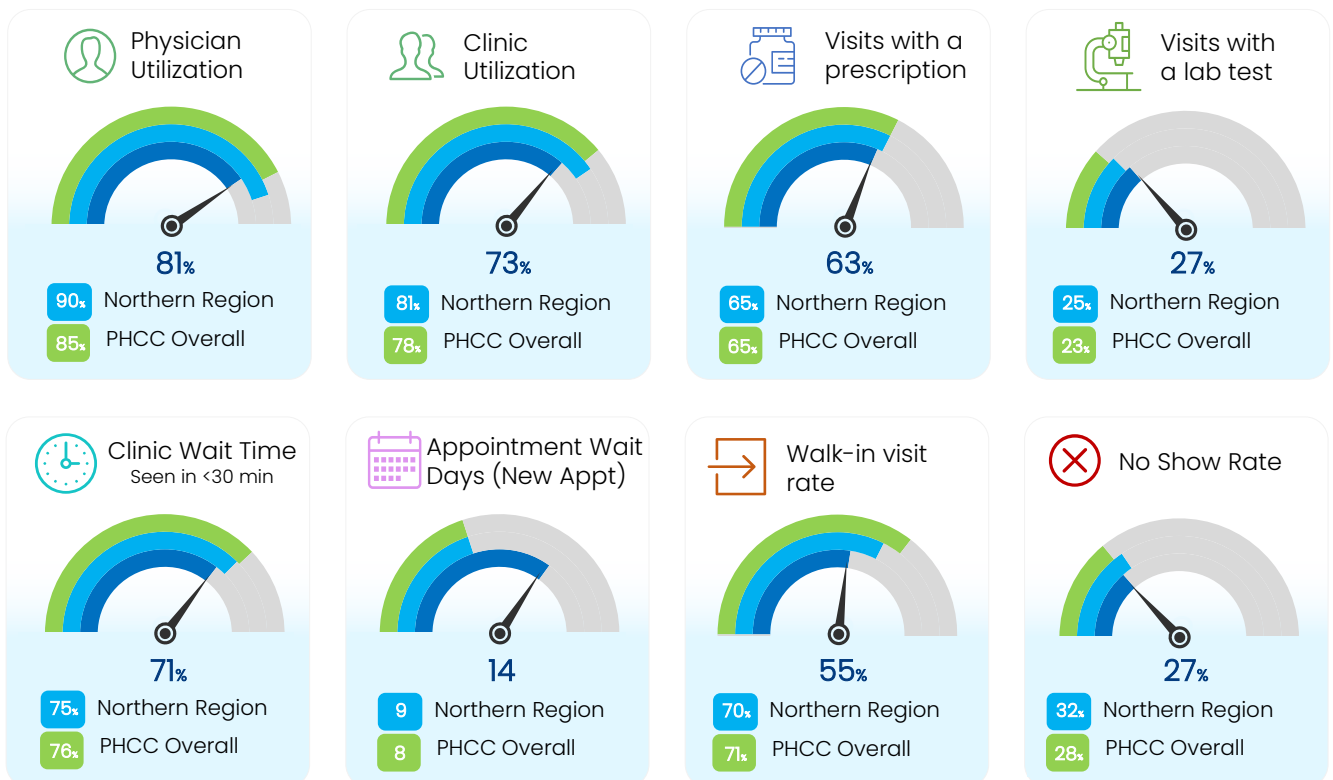 Physician
Utilization
81%
90% Northern Region
85% PHCC Overall
Clinic
Utilization
73%
81% Northern Region
78% PHCC Overall
Visits with a
prescription
63%
65% Northern Region
65% PHCC Overall
Visits with
a lab test
27%
25% Northern Region
23% PHCC Overall
Clinic Wait Time
Seen in <30 min
71%
75% Northern Region
76% PHCC Overall
Appointment Wait
Days (New Appt)
14
9 Northern Region
8 PHCC Overall
Walk-in visit
rate
55%
70% Northern Region
71% PHCC Overall
No Show Rate
27%
32% Northern Region
28% PHCC Overall